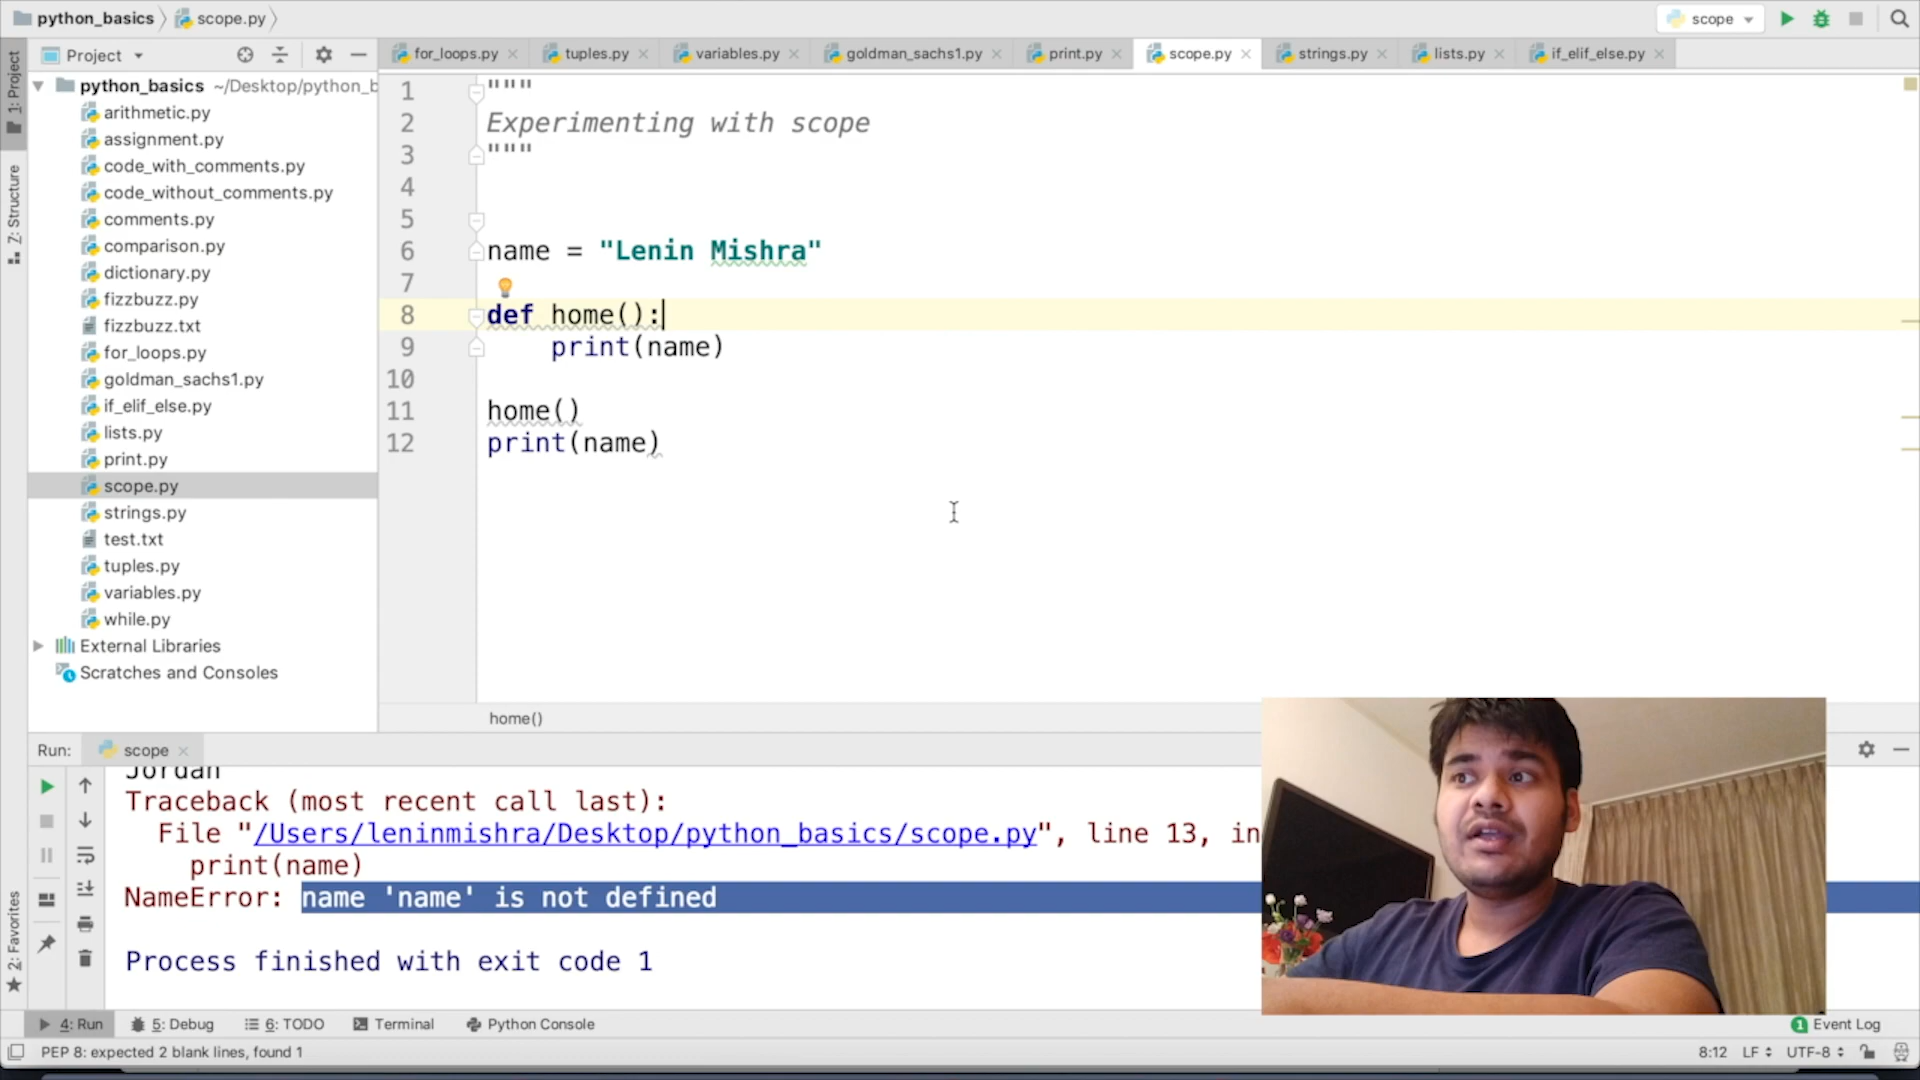 python_basics
scope.py
scope
1: Project
Z: Structure
2: Favorites
Project
for_loops.py
tuples.py
variables.py
goldman_sachs1.py
print.py
scope.py
strings.py
lists.py
if_elif_else.py
python_basics ~/Desktop/python_b
arithmetic.py
assignment.py
code_with_comments.py
code_without_comments.py
comments.py
comparison.py
dictionary.py
fizzbuzz.py
fizzbuzz.txt
for_loops.py
goldman_sachs1.py
if_elif_else.py
lists.py
print.py
scope.py
strings.py
test.txt
tuples.py
variables.py
while.py
External Libraries
Scratches and Consoles
1 """
2 Experimenting with scope
3 """
4
5
6 name = "Lenin Mishra"
7
8 def home():
9 print(name)
10
11 home()
12 print(name)
home()
Run: scope
Jordan
Traceback (most recent call last):
File "/Users/leninmishra/Desktop/python_basics/scope.py", line 13, in
print(name)
NameError: name 'name' is not defined
Process finished with exit code 1
4: Run
5: Debug
6: TODO
Terminal
Python Console
1 Event Log
PEP 8: expected 2 blank lines, found 1
8:12 LF UTF-8